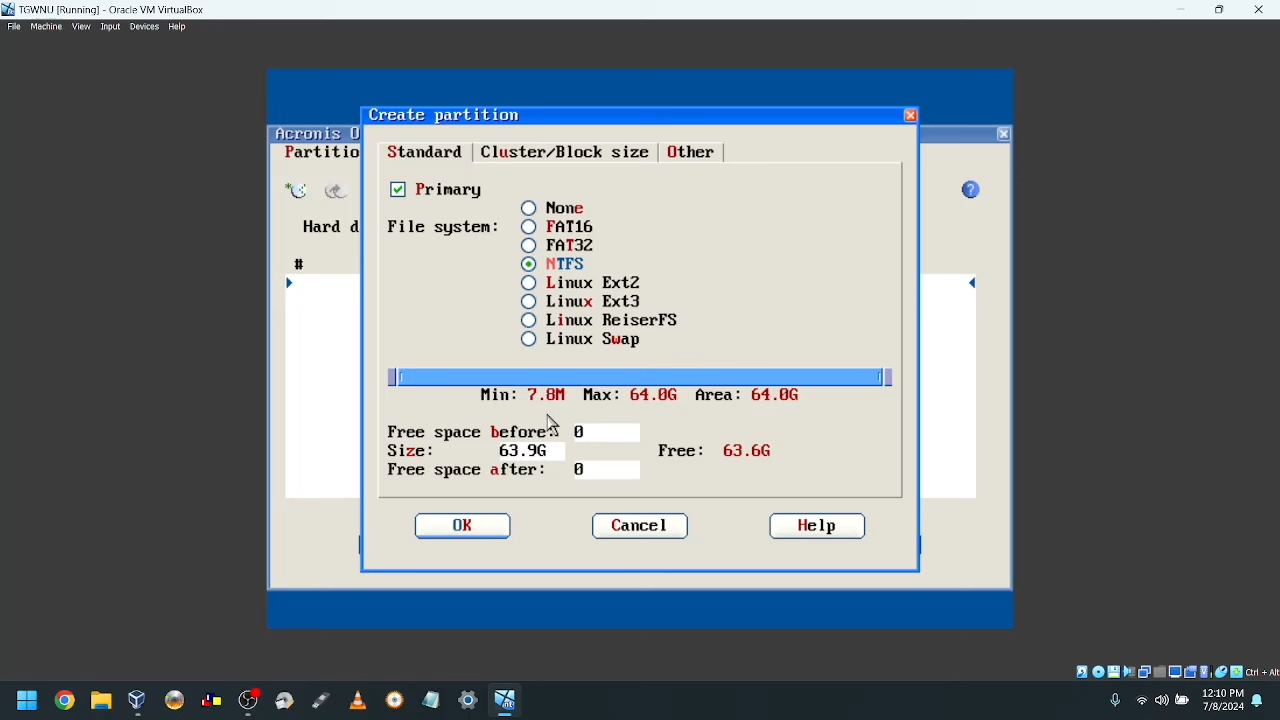 TGWNU [Running] - Oracle VM VirtualBox
File Machine View Input Devices Help
Create partition
Acronis O
Partitio
Standard Cluster/Block size Other
Primary
None
Hard d
File system:
FAT16
FAT32
#
NTFS
Linux Ext2
Linux Ext3
Linux ReiserFS
Linux Swap
Min: 7.8M Max: 64.0G Area: 64.0G
Free space before: 0
Size: 63.9G Free: 63.6G
Free space after: 0
OK Cancel Help
Ctrl + Alt
12:10 PM
7/8/2024